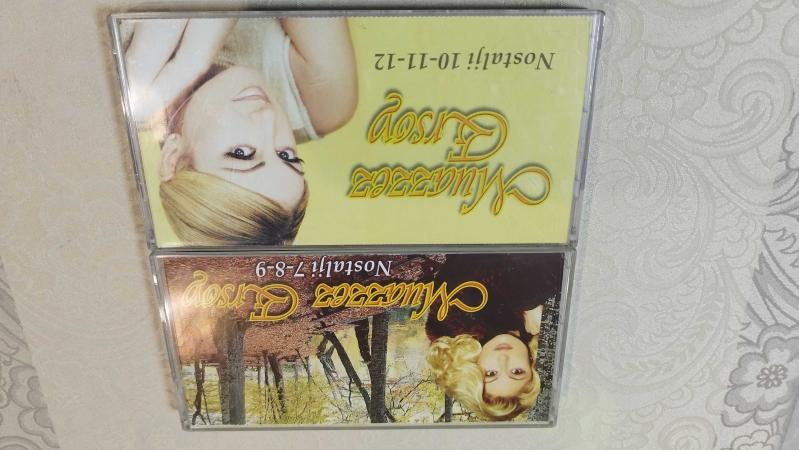 Muazzez Ersoy
Nostalji 7-8-9
Muazzez
Ersoy
Nostalji 10-11-12